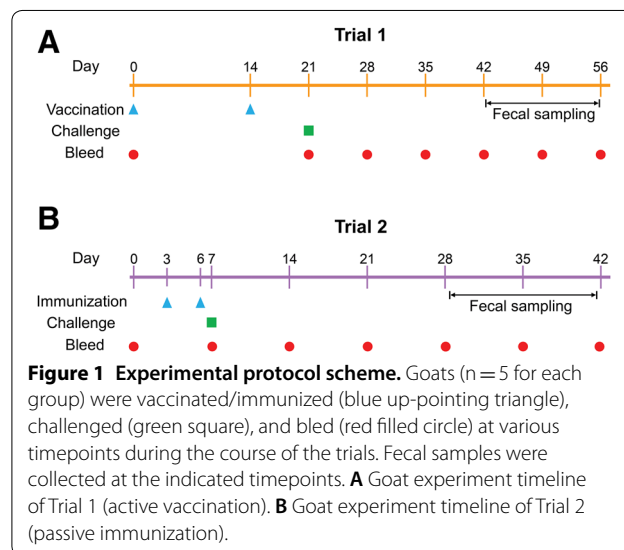 A
Trial 1
Day 0 14 21 28 35 42 49 56
Vaccination
Fecal sampling
Challenge
Bleed
B
Trial 2
Day 0 3 6 7 14 21 28 35 42
Immunization
Fecal sampling
Challenge
Bleed
Figure 1 Experimental protocol scheme. Goats (n = 5 for each
group) were vaccinated/immunized (blue up-pointing triangle),
challenged (green square), and bled (red filled circle) at various
timepoints during the course of the trials. Fecal samples were
collected at the indicated timepoints. A Goat experiment timeline
of Trial 1 (active vaccination). B Goat experiment timeline of Trial 2
(passive immunization).